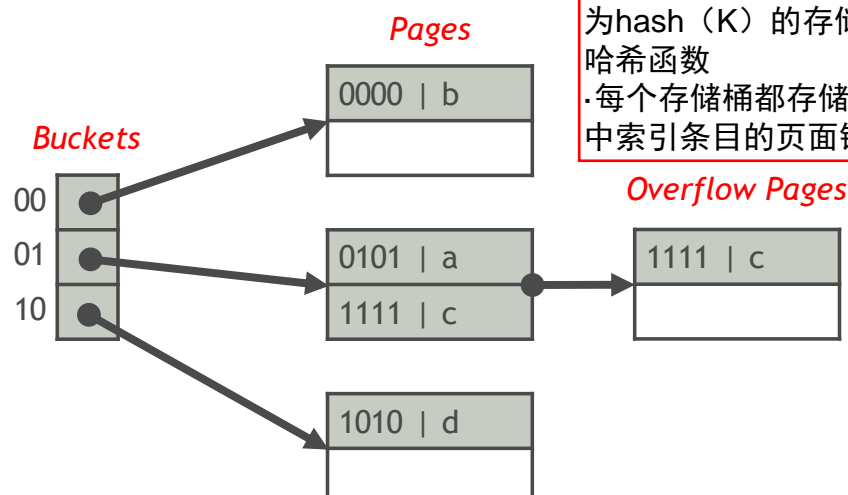 Pages
为hash（K）的存储
哈希函数
·每个存储桶都存储
中索引条目的页面
Buckets
Overflow Pages
0000 | b
00
01
10
0101 | a
1111 | c
1111 | c
1010 | d